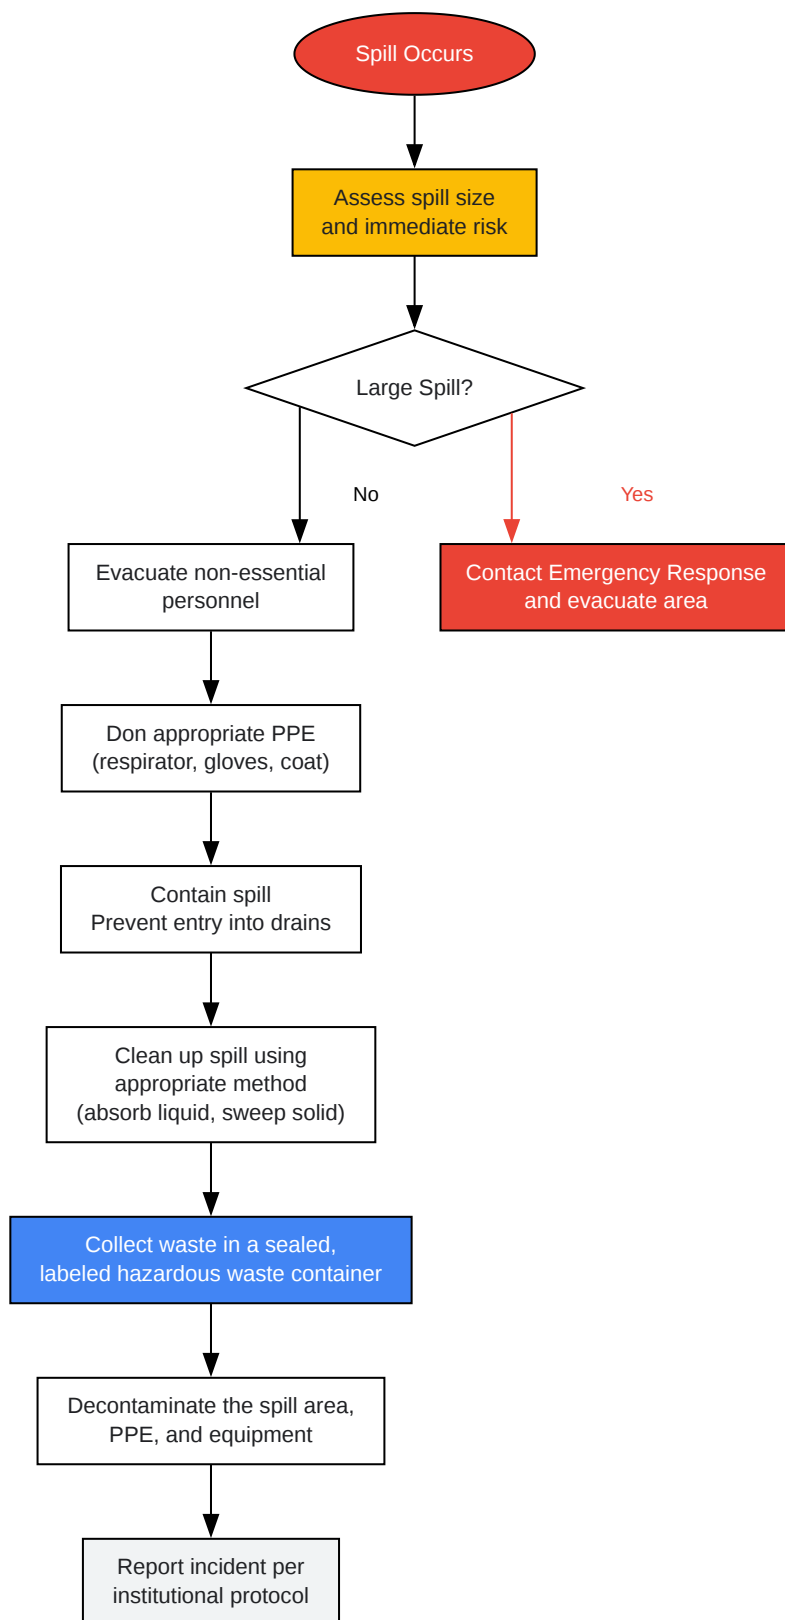 Spill Occurs
Assess spill size
and immediate risk
Large Spill?
No
Yes
Evacuate non-essential
personnel
Contact Emergency Response
and evacuate area
Don appropriate PPE
(respirator, gloves, coat)
Contain spill
Prevent entry into drains
Clean up spill using
appropriate method
(absorb liquid, sweep solid)
Collect waste in a sealed,
labeled hazardous waste container
Decontaminate the spill area,
PPE, and equipment
Report incident per
institutional protocol